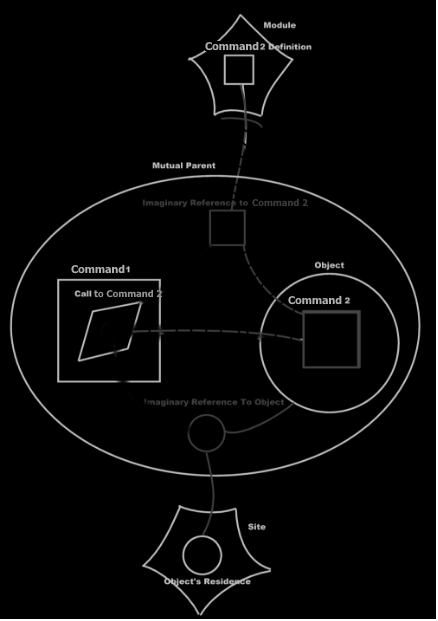 Module
Command 2 Definition
Mutual Parent
Imaginary Reference to Command 2
Object
Command 1
Call to Command 2
Command 2
Imaginary Reference To Object
Site
Object's Residence